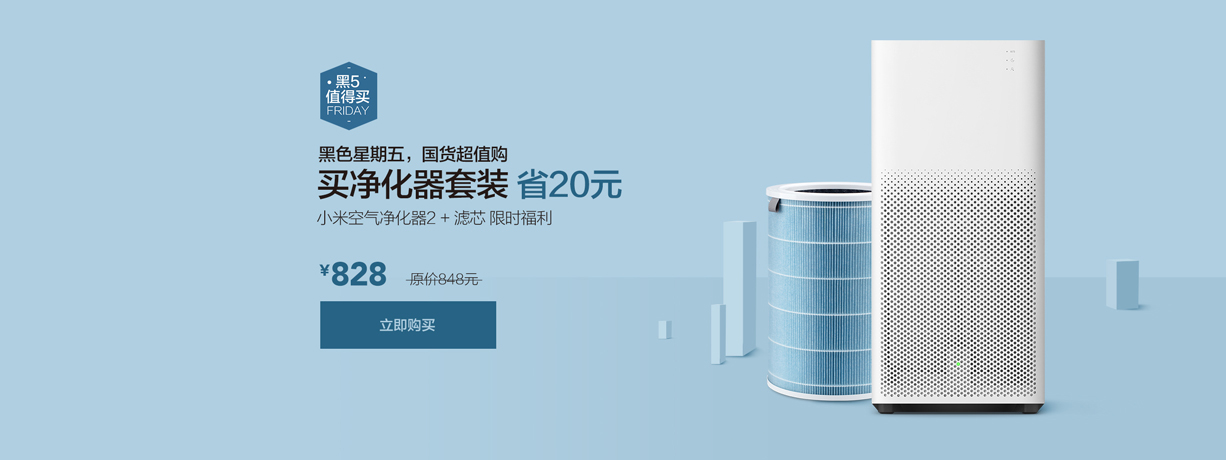 黑5
值得买
FRIDAY
黑色星期五，国货超值购
买净化器套装 省20元
小米空气净化器2 + 滤芯 限时福利
¥828 原价848元
立即购买